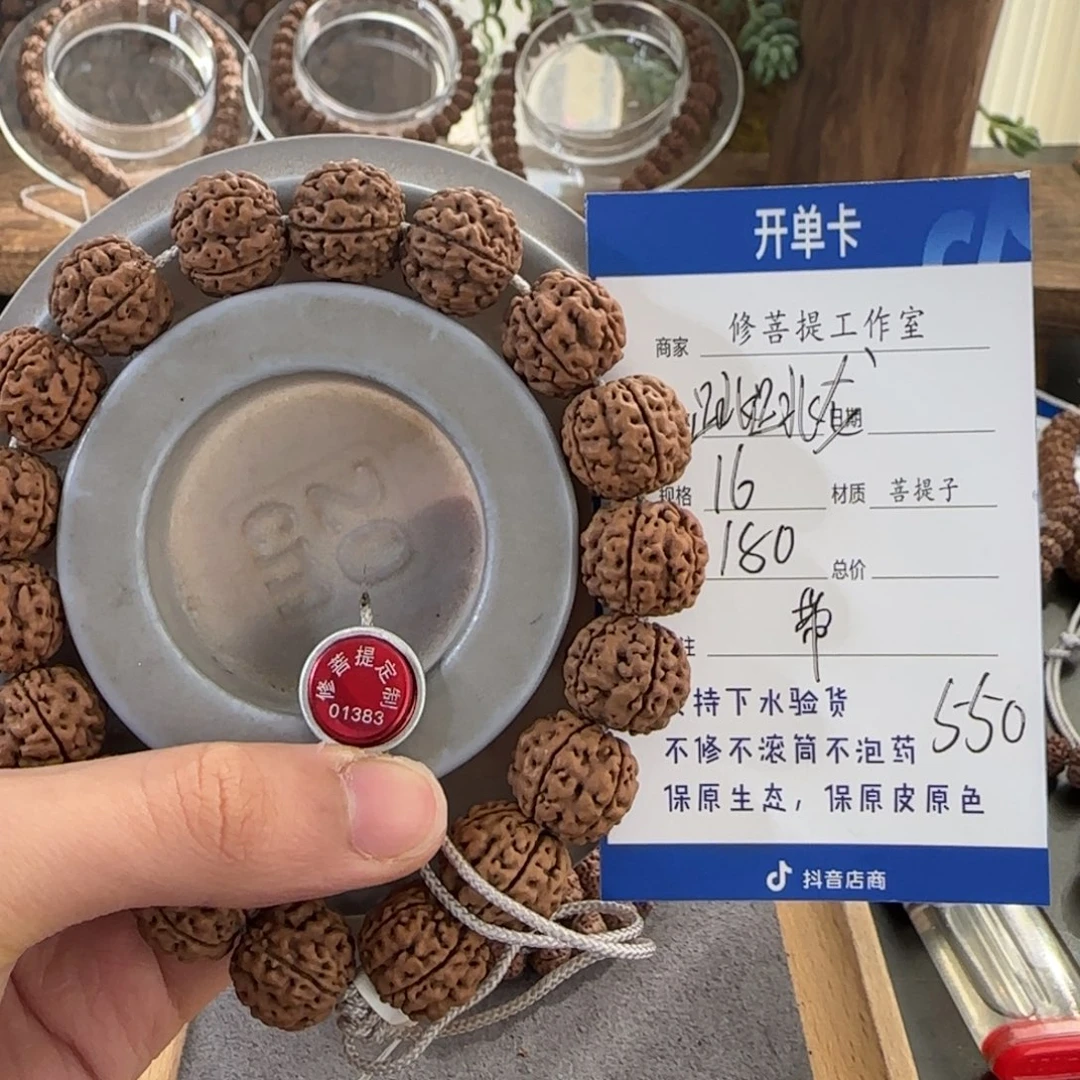 开单卡
商家 修菩提工作室
日期
规格 16 材质 菩提子
180 总价
注
持下水验货
不修不滚筒不泡药 550
保原生态，保原皮原色
抖音店商
修菩提定制
01383